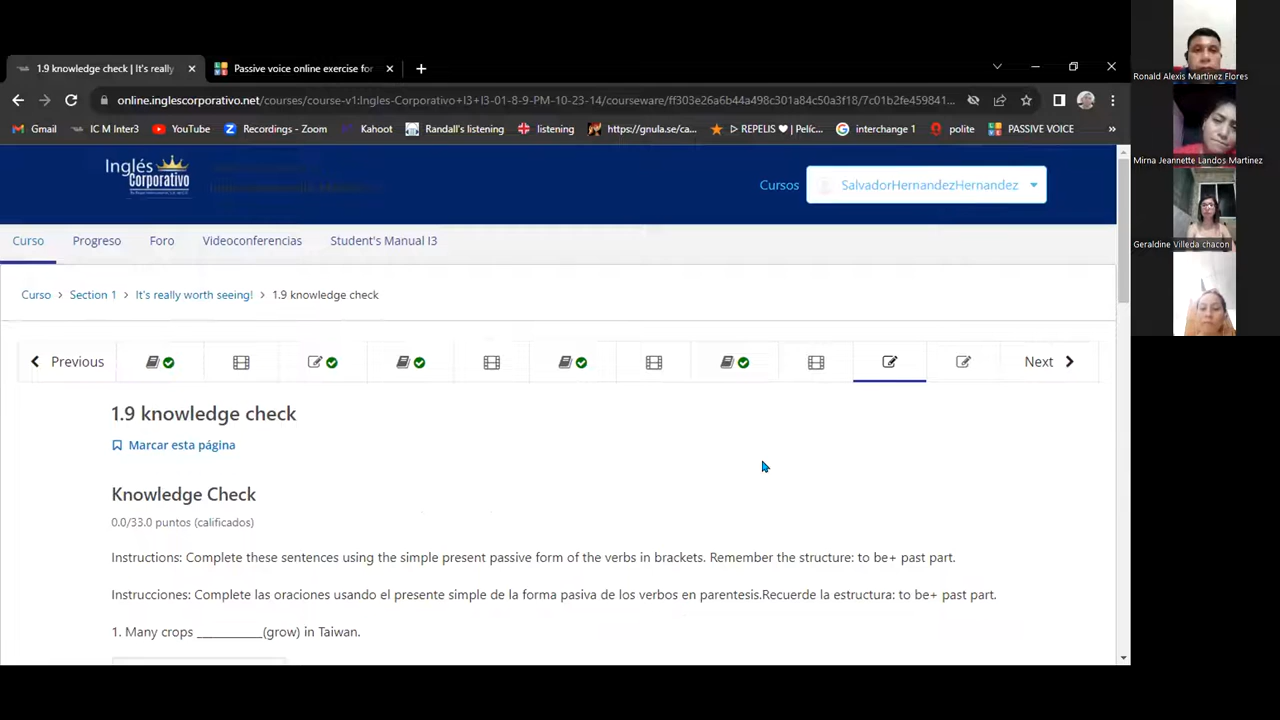 1.9 knowledge check | It's really
Passive voice online exercise for
online.inglescorporativo.net/courses/course-v1:Ingles-Corporativo+I3+I3-01-8-9-PM-10-23-14/courseware/ff303e26a6b44a498c301a84c50a3f18/7c01b2fe459841...
Gmail
IC M Inter3
YouTube
Recordings - Zoom
Kahoot
Randall's listening
listening
https://gnula.se/ca...
▷ REPELIS ♥ | Pelíc...
interchange 1
polite
PASSIVE VOICE
»
Inglés
Corporativo
Cursos
SalvadorHernandezHernandez
Curso
Progreso
Foro
Videoconferencias
Student's Manual I3
Curso > Section 1 > It's really worth seeing! > 1.9 knowledge check
Previous
Next
1.9 knowledge check
Marcar esta página
Knowledge Check
0.0/33.0 puntos (calificados)
Instructions: Complete these sentences using the simple present passive form of the verbs in brackets. Remember the structure: to be+ past part.
Instrucciones: Complete las oraciones usando el presente simple de la forma pasiva de los verbos en parentesis.Recuerde la estructura: to be+ past part.
1. Many crops ___________(grow) in Taiwan.
Ronald Alexis Martínez Flores
Mirna Jeannette Landos Martinez
Geraldine Villeda chacon